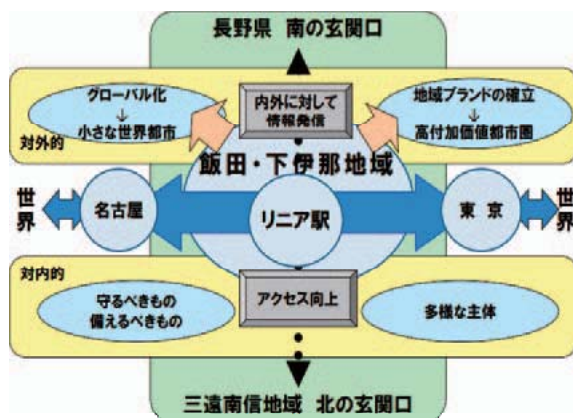 長野県 南の玄関口
グローバル化
↓
小さな世界都市
内外に対して
情報発信
地域ブランドの確立
↓
高付加価値都市圏
対外的
飯田・下伊那地域
世界
名古屋
リニア駅
東 京
世界
対内的
守るべきもの
備えるべきもの
アクセス向上
多様な主体
三遠南信地域 北の玄関口